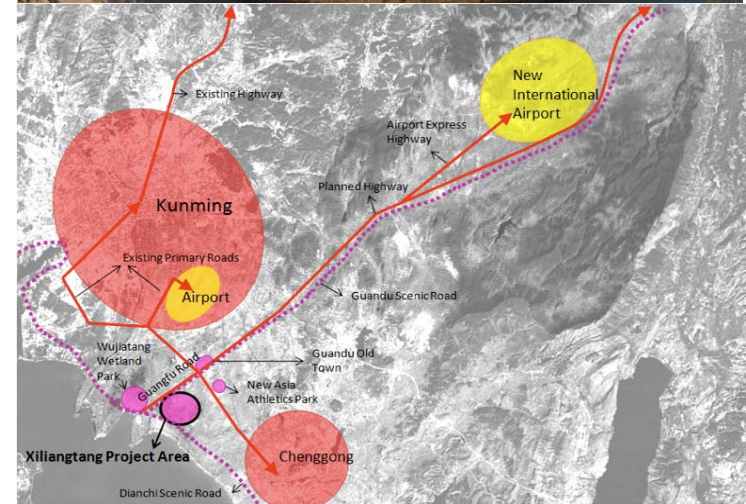 Existing Highway
New
International
Airport
Airport Express
Highway
Planned Highway
Kunming
Existing Primary Roads
Airport
Guandu Scenic Road
Wujiatang
Wetland
Park
Guangfu Road
Guandu Old
Town
New Asia
Athletics Park
Xiliangtang Project Area
Chenggong
Dianchi Scenic Road